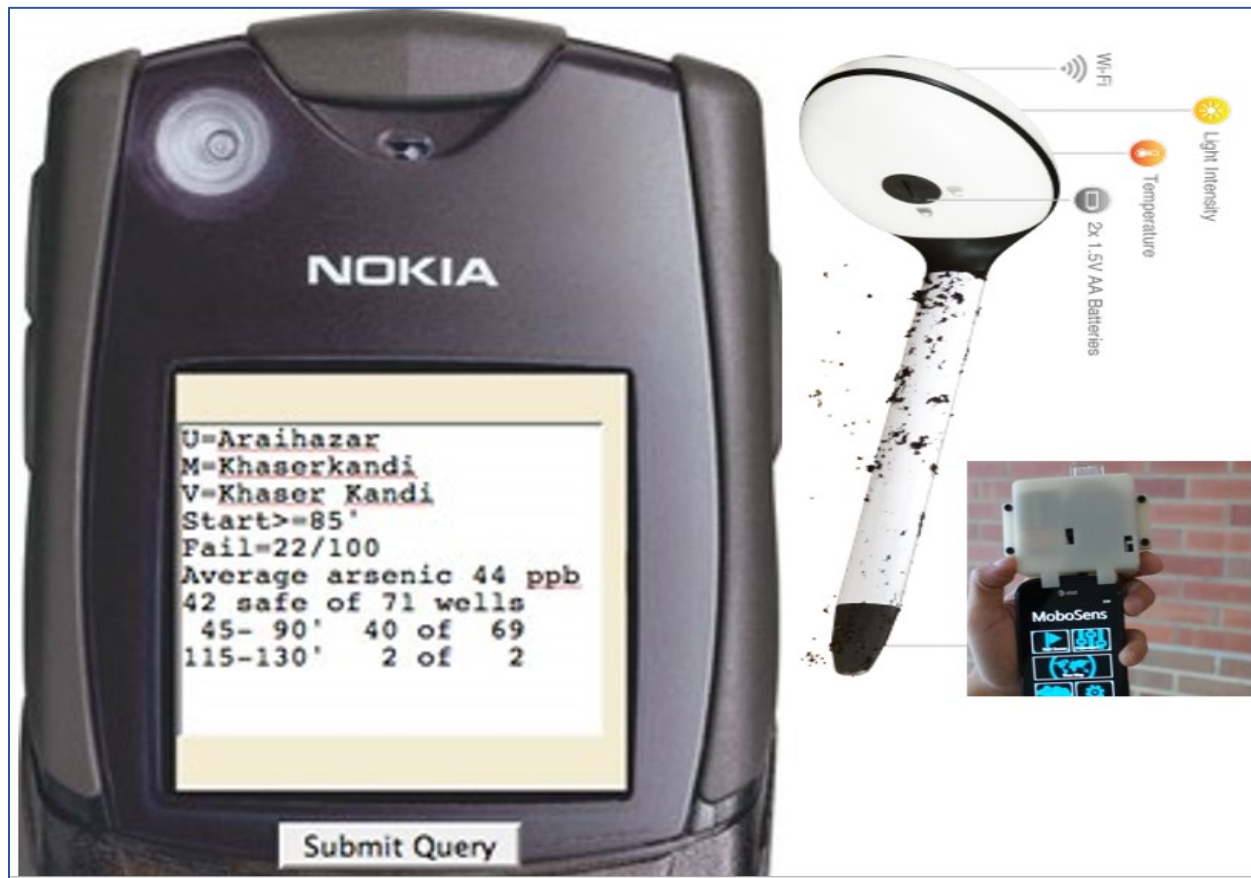 NOKIA
U=Araihazar
M=Khaserkandi
V=Khaser Kandi
Start>=85'
Fail=22/100
Average arsenic 44 ppb
42 safe of 71 wells
45- 90' 40 of 69
115-130' 2 of 2
Submit Query
Wi-Fi
Light Intensity
Temperature
2x 1.5V AA Batteries
MoboSens